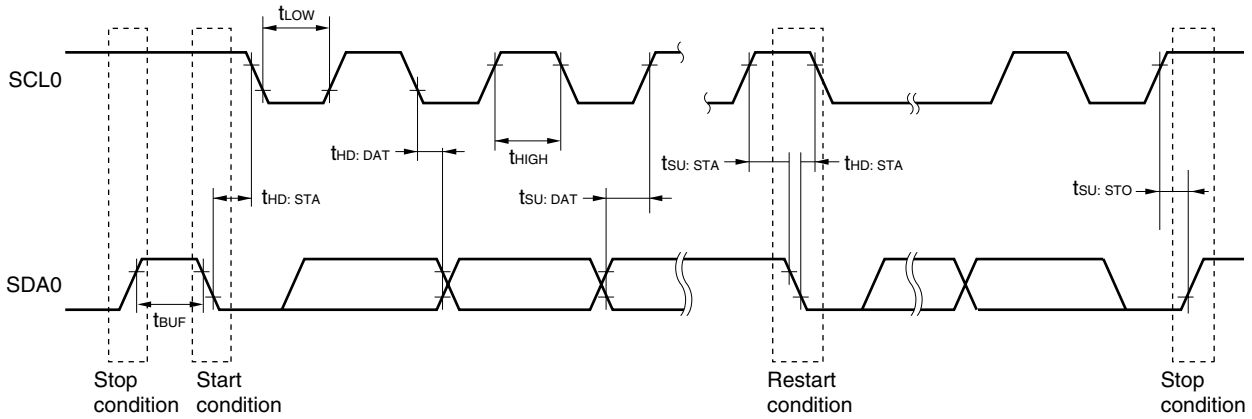 tLOW
SCL0
tHD: DAT
tHIGH
tSU: STA
tHD: STA
tHD: STA
tSU: DAT
tSU: STO
SDA0
tBUF
Stop
condition
Start
condition
Restart
condition
Stop
condition